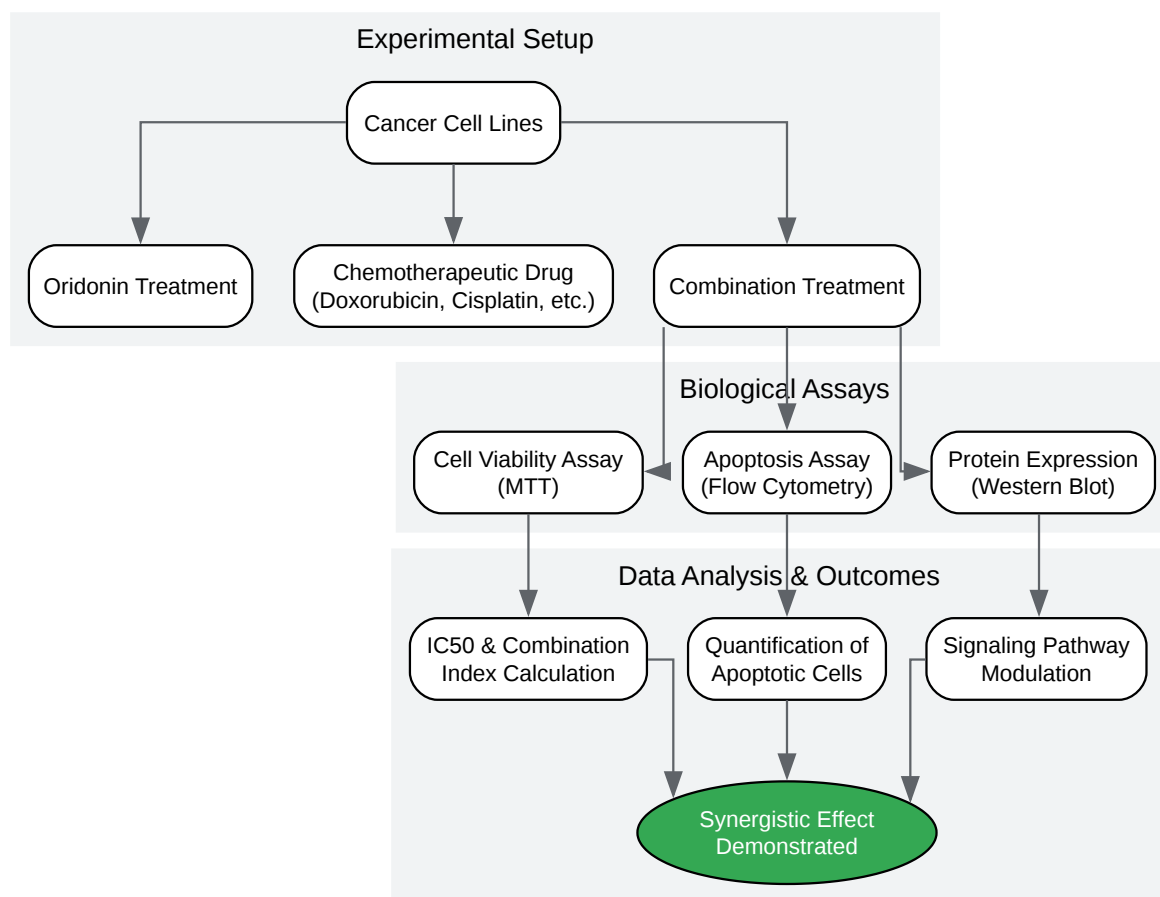 Experimental Setup
Cancer Cell Lines
Oridonin Treatment
Chemotherapeutic Drug
(Doxorubicin, Cisplatin, etc.)
Combination Treatment
Biological Assays
Cell Viability Assay
(MTT)
Apoptosis Assay
(Flow Cytometry)
Protein Expression
(Western Blot)
Data Analysis & Outcomes
IC50 & Combination
Index Calculation
Quantification of
Apoptotic Cells
Signaling Pathway
Modulation
Synergistic Effect
Demonstrated